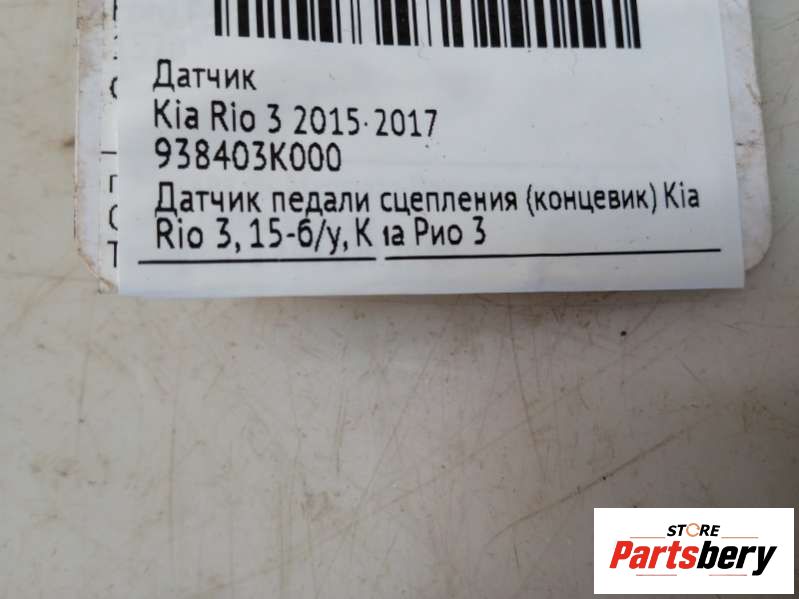 Датчик
Kia Rio 3 2015-2017
938403K000
Датчик педали сцепления (концевик) Kia
Rio 3, 15-б/у, К иа Рио 3
STORE
Partsbery